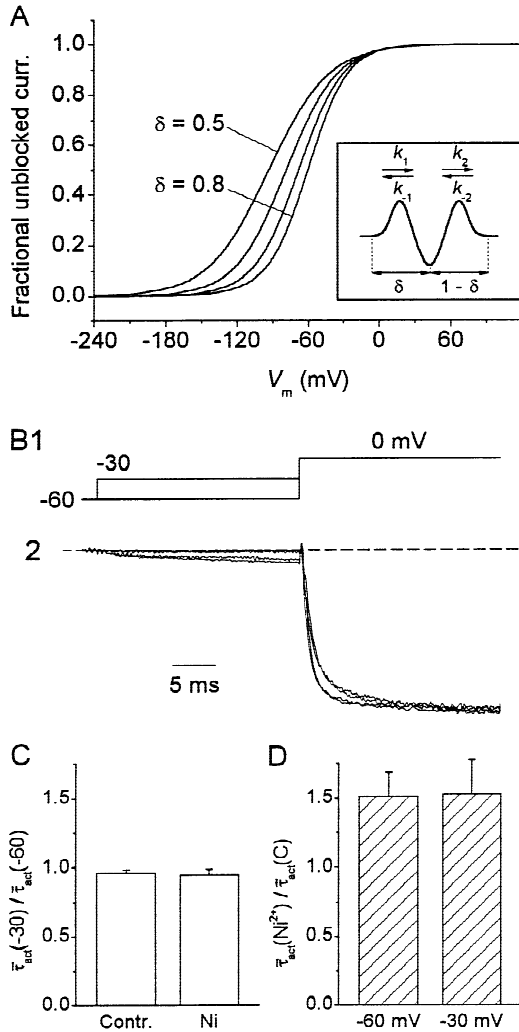 A
Fractional unblocked curr.
1.0
0.8
0.6
0.4
0.2
0.0
δ = 0.5
δ = 0.8
k1 k2
k-1 k-2
δ 1 - δ
-240 -180 -120 -60 0 60
Vm (mV)
B1
0 mV
-30
-60
2
5 ms
C
τ̄act(-30) / τ̄act(-60)
1.5
1.0
0.5
0.0
Contr. Ni
D
τ̄act(Ni2+) / τ̄act(C)
1.5
1.0
0.5
0.0
-60 mV -30 mV